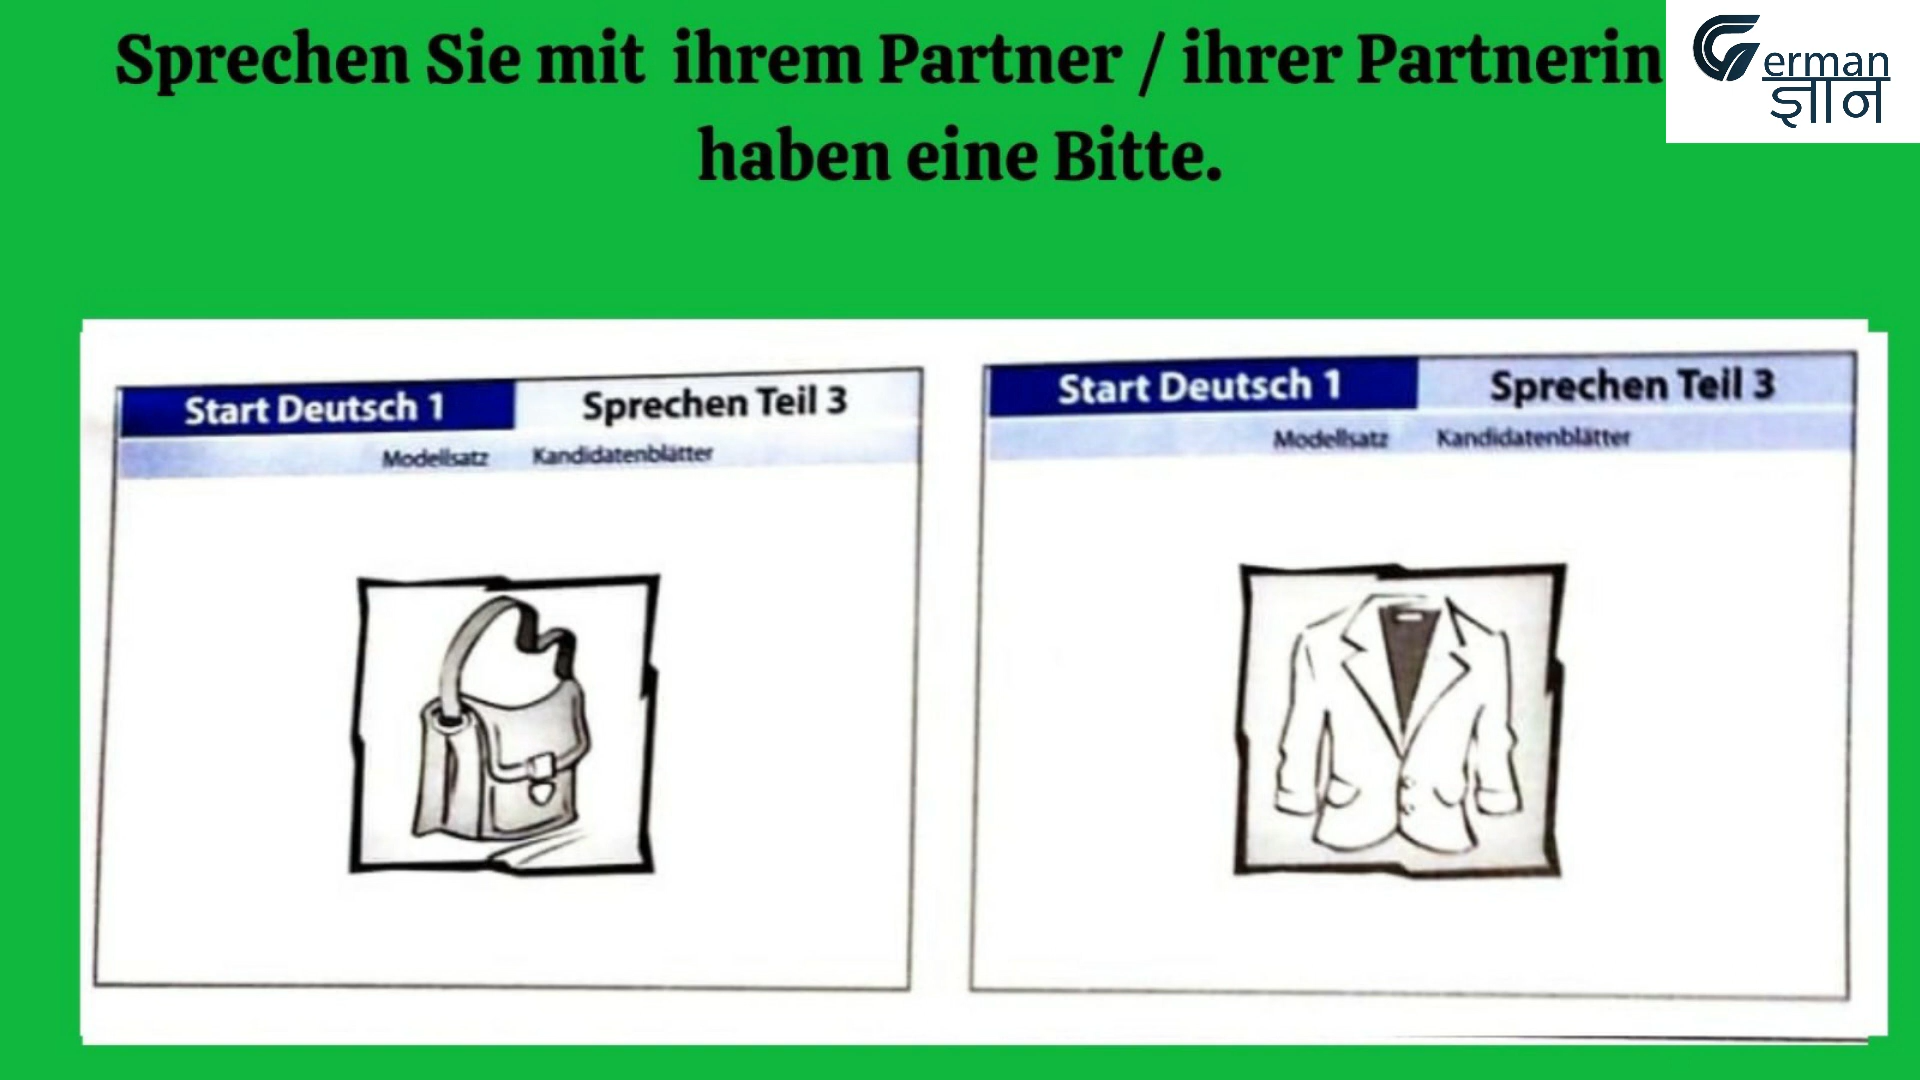 Sprechen Sie mit ihrem Partner / ihrer Partnerin
haben eine Bitte.
German
ज्ञान
Start Deutsch 1 Sprechen Teil 3
Modellsatz Kandidatenblätter
Start Deutsch 1 Sprechen Teil 3
Modellsatz Kandidatenblätter